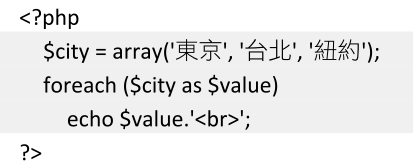 <?php
$city = array('東京', '台北', '紐約');
foreach ($city as $value)
echo $value.'<br>';
?>